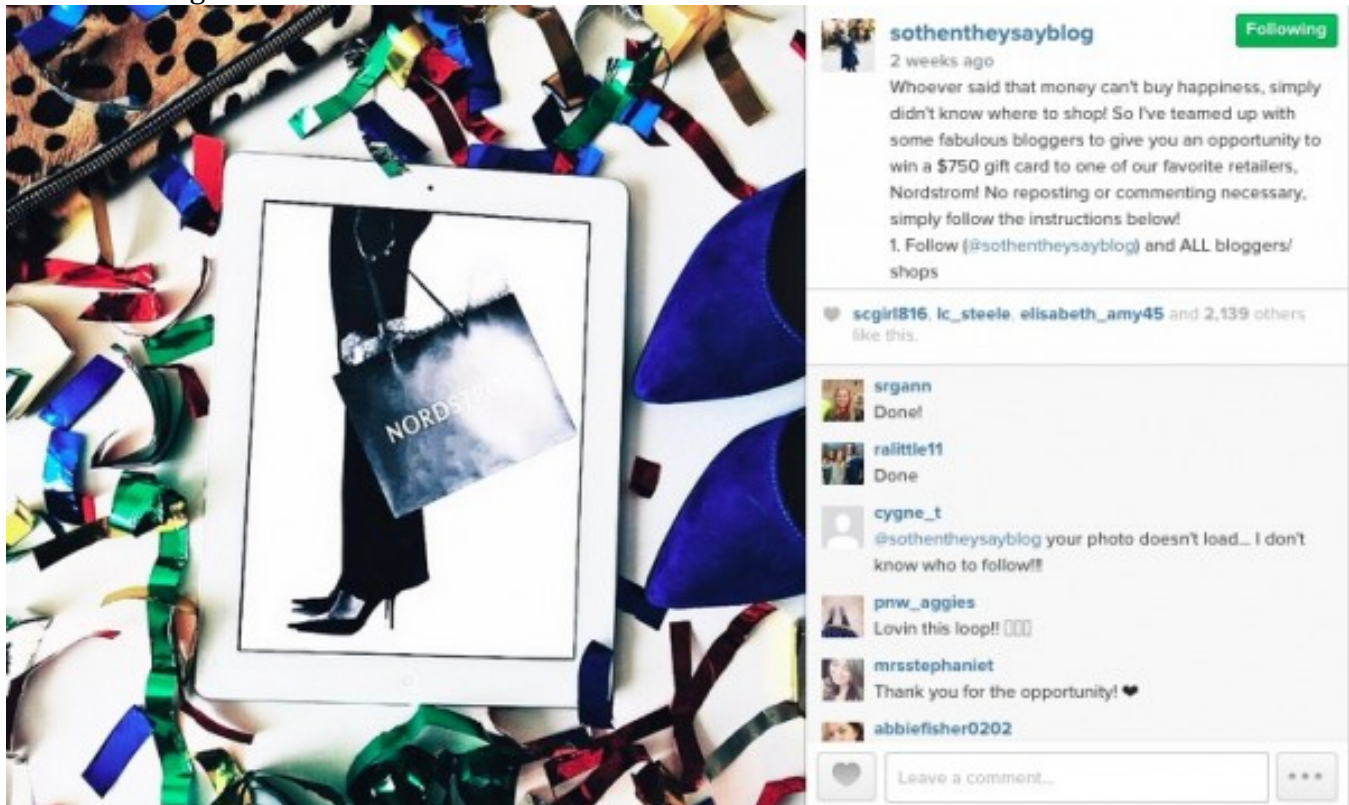 NORDST
sothentheysayblog
Following
2 weeks ago
Whoever said that money can't buy happiness, simply
didn't know where to shop! So I've teamed up with
some fabulous bloggers to give you an opportunity to
win a $750 gift card to one of our favorite retailers,
Nordstrom! No reposting or commenting necessary,
simply follow the instructions below!
1. Follow (@sothentheysayblog) and ALL bloggers/
shops
scgirl816, lc_steele, elisabeth_amy45 and 2,139 others
like this.
srgann
Done!
ralittle11
Done
cygne_t
@sothentheysayblog your photo doesn't load... I don't
know who to follow!!!
pnw_aggies
Lovin this loop!!
mrsstephaniet
Thank you for the opportunity! ❤
abbiefisher0202
Leave a comment...